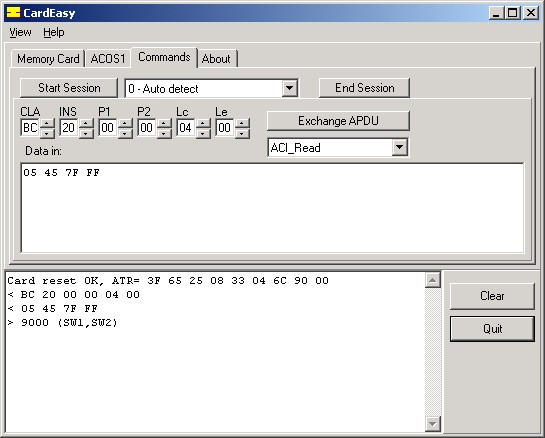 CardEasy
View Help
Memory Card ACOS1 Commands About
Start Session 0 - Auto detect End Session
CLA INS P1 P2 Lc Le
BC 20 00 00 04 00 Exchange APDU
Data in: ACI_Read
05 45 7F FF
Card reset OK, ATR= 3F 65 25 08 33 04 6C 90 00
< BC 20 00 00 04 00
< 05 45 7F FF
> 9000 (SW1,SW2)
Clear
Quit